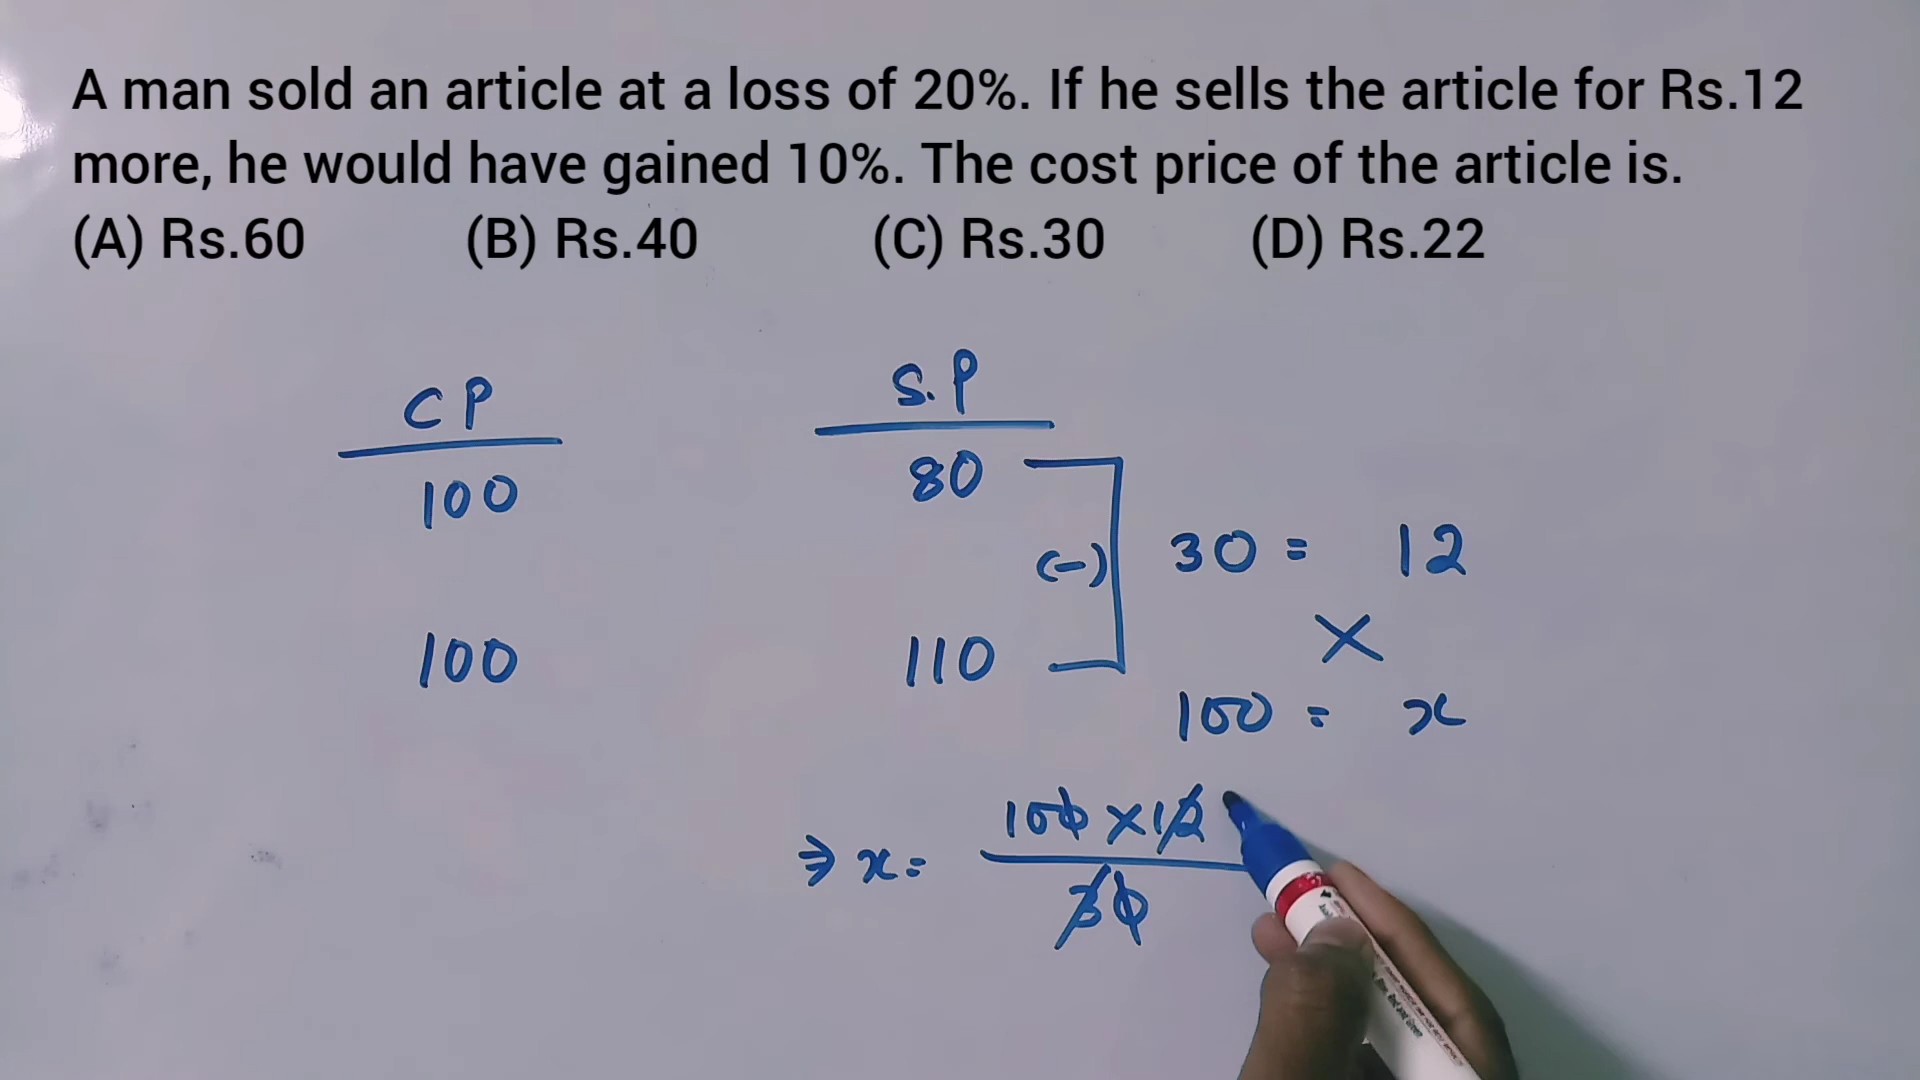 A man sold an article at a loss of 20%. If he sells the article for Rs.12
more, he would have gained 10%. The cost price of the article is.
(A) Rs.60 (B) Rs.40 (C) Rs.30 (D) Rs.22
CP S.P
100 80
(-) 30 = 12
×
100 110
100 = x
⇒ x = 100 × 12
30